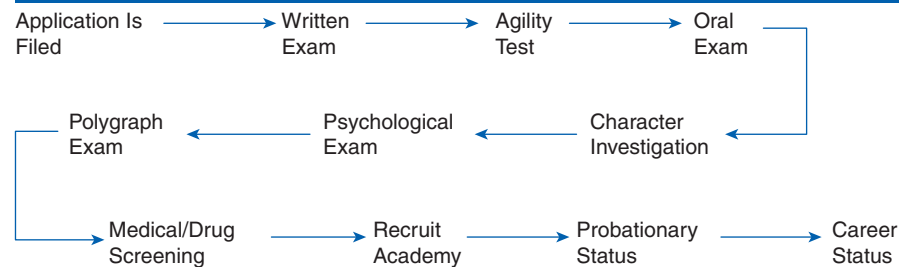 Application Is
Filed
Written
Exam
Agility
Test
Oral
Exam
Character
Investigation
Psychological
Exam
Polygraph
Exam
Medical/Drug
Screening
Recruit
Academy
Probationary
Status
Career
Status